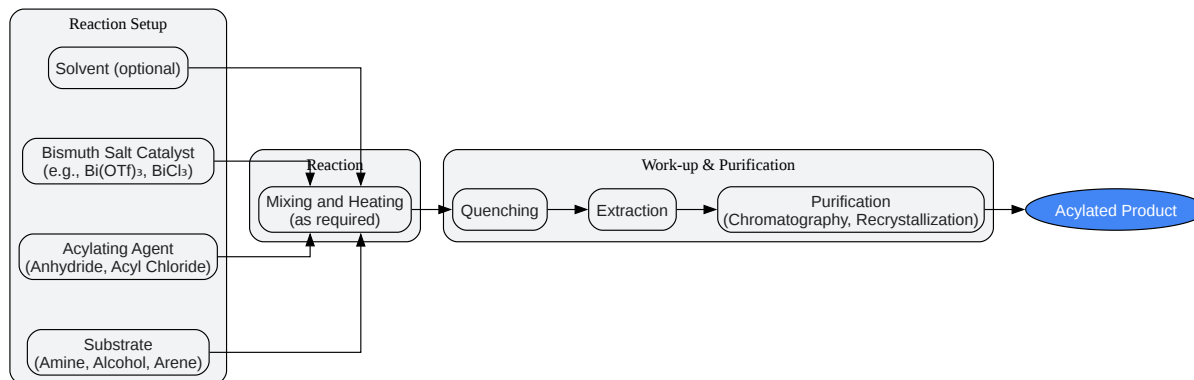 Reaction Setup
Solvent (optional)
Bismuth Salt Catalyst
(e.g., Bi(OTf)₃, BiCl₃)
Acylating Agent
(Anhydride, Acyl Chloride)
Substrate
(Amine, Alcohol, Arene)
Reaction
Mixing and Heating
(as required)
Work-up & Purification
Quenching
Extraction
Purification
(Chromatography, Recrystallization)
Acylated Product